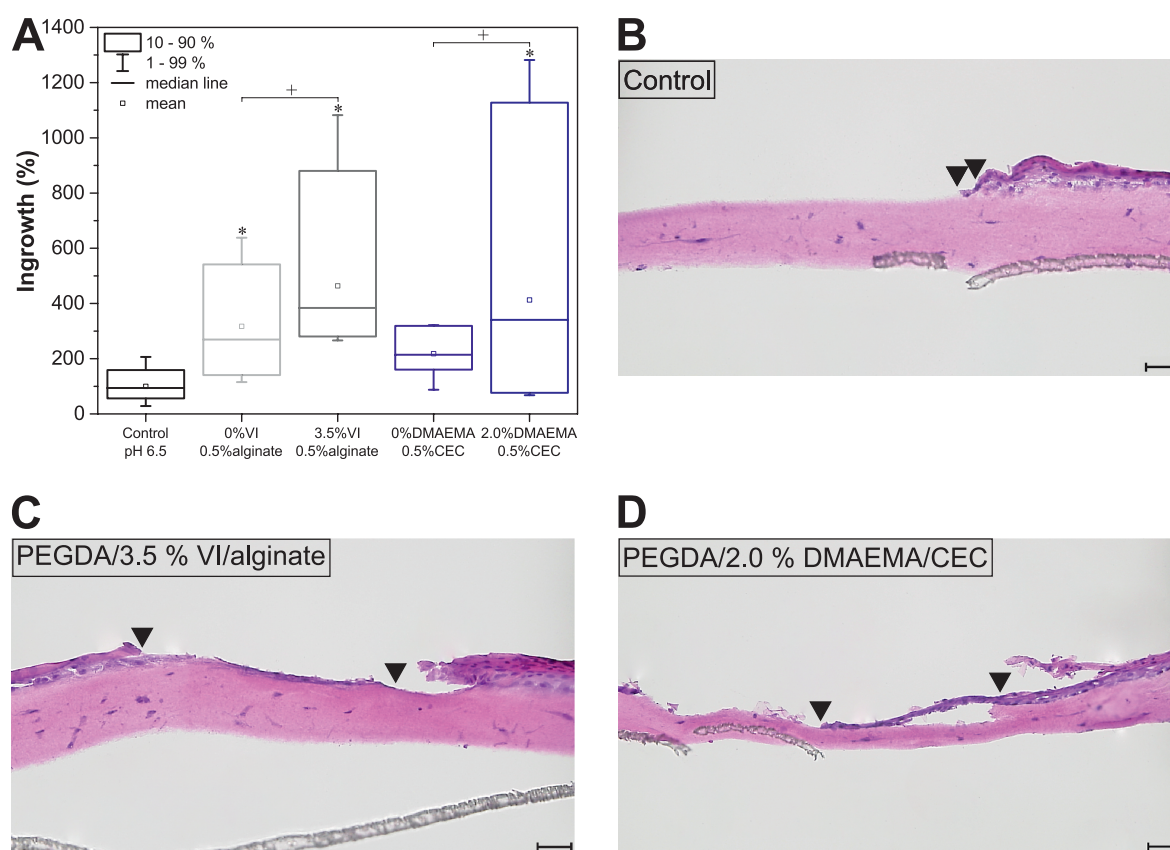 A
1400
1200
1000
800
600
400
200
0
Ingrowth (%)
10 - 90 %
1 - 99 %
median line
mean
+
+
*
*
*
Control
pH 6.5
0%VI
0.5%alginate
3.5%VI
0.5%alginate
0%DMAEMA
0.5%CEC
2.0%DMAEMA
0.5%CEC
B
Control
C
PEGDA/3.5 % VI/alginate
D
PEGDA/2.0 % DMAEMA/CEC